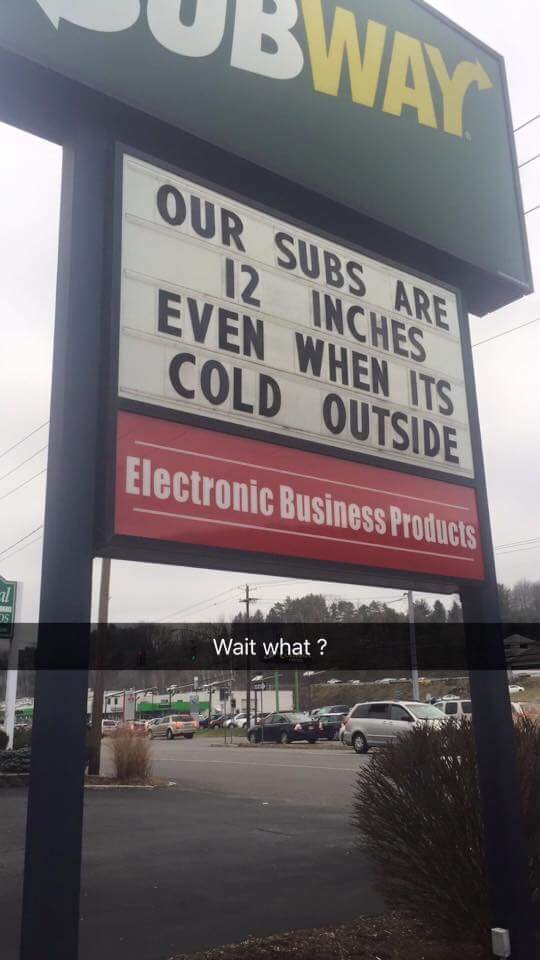 SUBWAY
OUR SUBS ARE
12 INCHES
EVEN WHEN ITS
COLD OUTSIDE
Electronic Business Products
Wait what ?